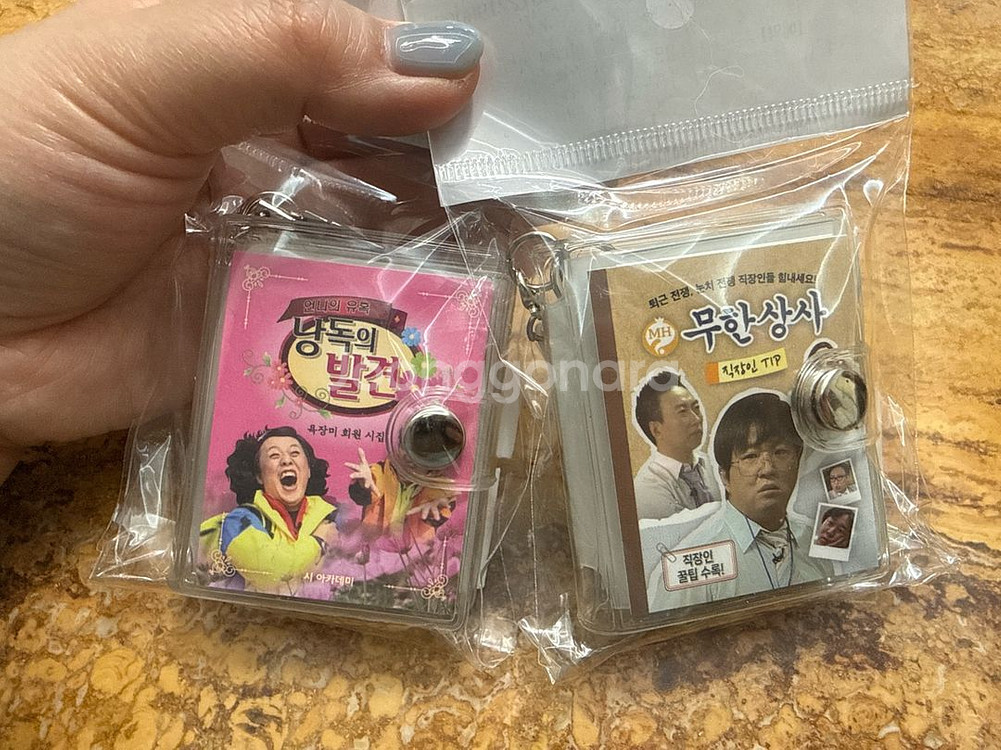 언니의 유혹
낭독의
발견
욕장미 회원 시집
시 아카데미
퇴근 전쟁, 눈치 전쟁 직장인들 힘내세요!
MH
무한상사
직장인 TIP
직장인
꿀팁 수록!